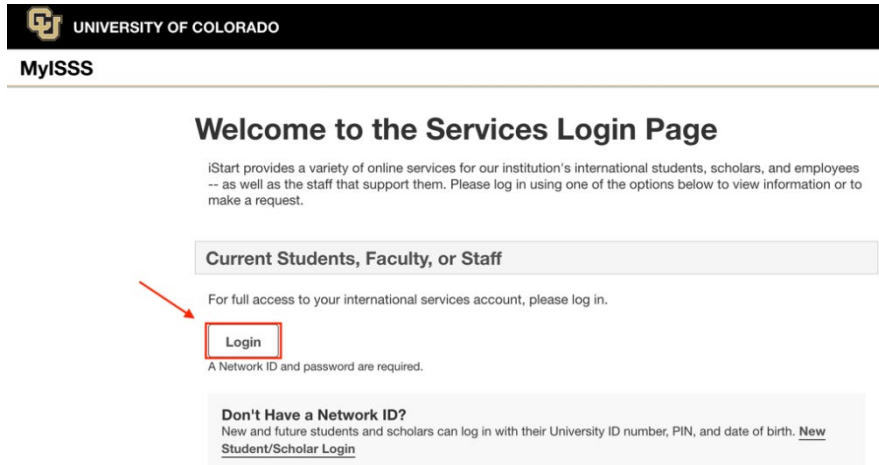 CU UNIVERSITY OF COLORADO
MyISSS
Welcome to the Services Login Page
iStart provides a variety of online services for our institution's international students, scholars, and employees
-- as well as the staff that support them. Please log in using one of the options below to view information or to
make a request.
Current Students, Faculty, or Staff
For full access to your international services account, please log in.
Login
A Network ID and password are required.
Don't Have a Network ID?
New and future students and scholars can log in with their University ID number, PIN, and date of birth. New
Student/Scholar Login